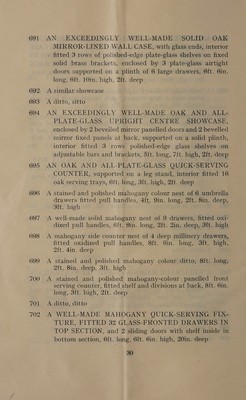 691 AN EXCEEDINGLY WELL-MADE SOLID OAK
MIRROR-LINED WALL CASE, with glass ends, interior
fitted 3 rows of polished-edge plate-glass shelves on fixed
solid brass brackets, enclosed by 3 plate-glass airtight
doors supported on a plinth of 6 large drawers, 6ft. 6in.
long, 6ft. 10in. high, 2ft. deep
692 A similar showcase
693 A ditto, ditto
694 AN EXCEEDINGLY WELL-MADE OAK AND ALL-
PLATE-GLASS UPRIGHT CENTRE SHOWCASE,
enclosed by 2 bevelled mirror panelled doors and 2 bevelled
mirror fixed panels at back, supported on a solid plinth,
interior fitted 3 rows polished-edge glass shelves on
adjustable bars and brackets, 8ft. long, 7ft. high, 2ft. deep
695 AN OAK AND ALL-PLATE-GLASS QUICK-SERVING
COUNTER, supported on a leg stand, interior fitted 16
oak serving trays, 6ft. long, 3ft. high, 2ft. deep
696 A stained and polished mahogany colour nest of 6 umbrella
drawers fitted pull handles, 4ft. 9in. long, 2ft. 8in. deep,
3ft. high
697 A well-made solid mahogany nest of 9 drawers, fitted oxi-
dized pull handles, 6ft. 8in. long, 2ft. 2in. deep, 3ft. high
698 A mahogany side counter nest of 4 deep millinery drawers,
fitted oxidized pull handles, 8ft. 6in. long, 3ft. high,
2ft. 4in. deep
699 A stained and polished mahogany colour ditto, 8ft. long,
2ft. 8in. deep, 3ft. high
700 A stained and polished mahogany-colour panelled front
serving counter, fitted shelf and divisions at back, 8ft. 6in.
long, 3ft. high, 2ft. deep
701 A ditto, ditto
702 A WELL-MADE MAHOGANY QUICK-SERVING FIX-
TURE, FITTED 32 GLASS-FRONTED DRAWERS IN
TOP SECTION, and 2 sliding doors with shelf inside in
bottom section, 6ft. long, 6ft. 6in. high, 20in. deep
30